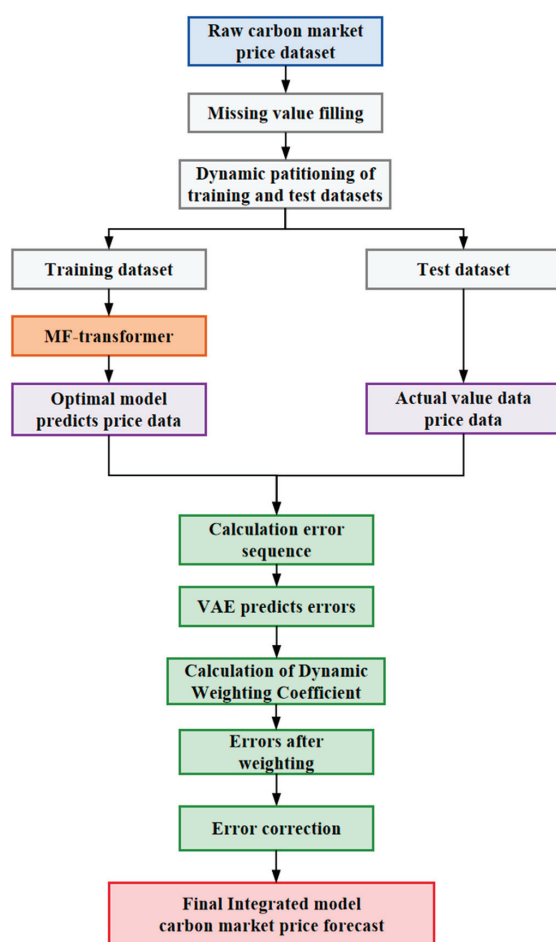 Raw carbon market
price dataset
Missing value filling
Dynamic patitioning of
training and test datasets
Training dataset
Test dataset
MF-transformer
Optimal model
predicts price data
Actual value data
price data
Calculation error
sequence
VAE predicts errors
Calculation of Dynamic
Weighting Coefficient
Errors after
weighting
Error correction
Final Integrated model
carbon market price forecast